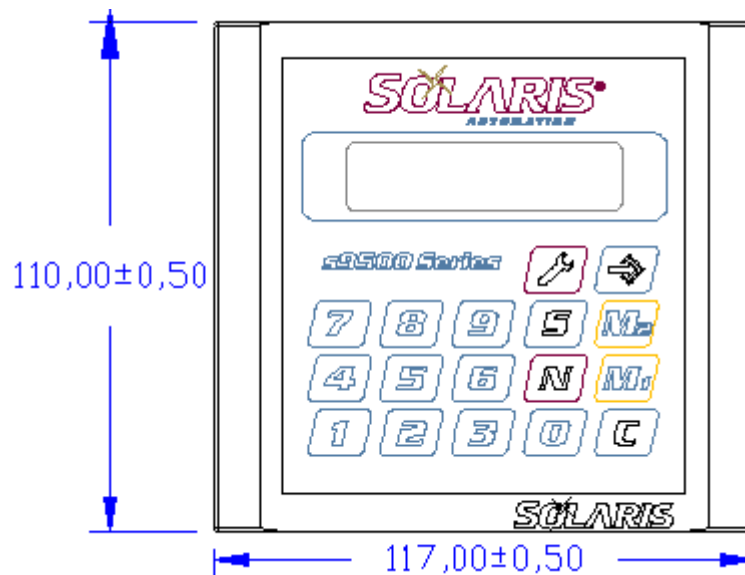 SOLARIS
AUTOMATION
110,00±0,50
s9500 Series
7 8 9 S M2
4 5 6 N M1
1 2 3 0 C
SOLARIS
117,00±0,50